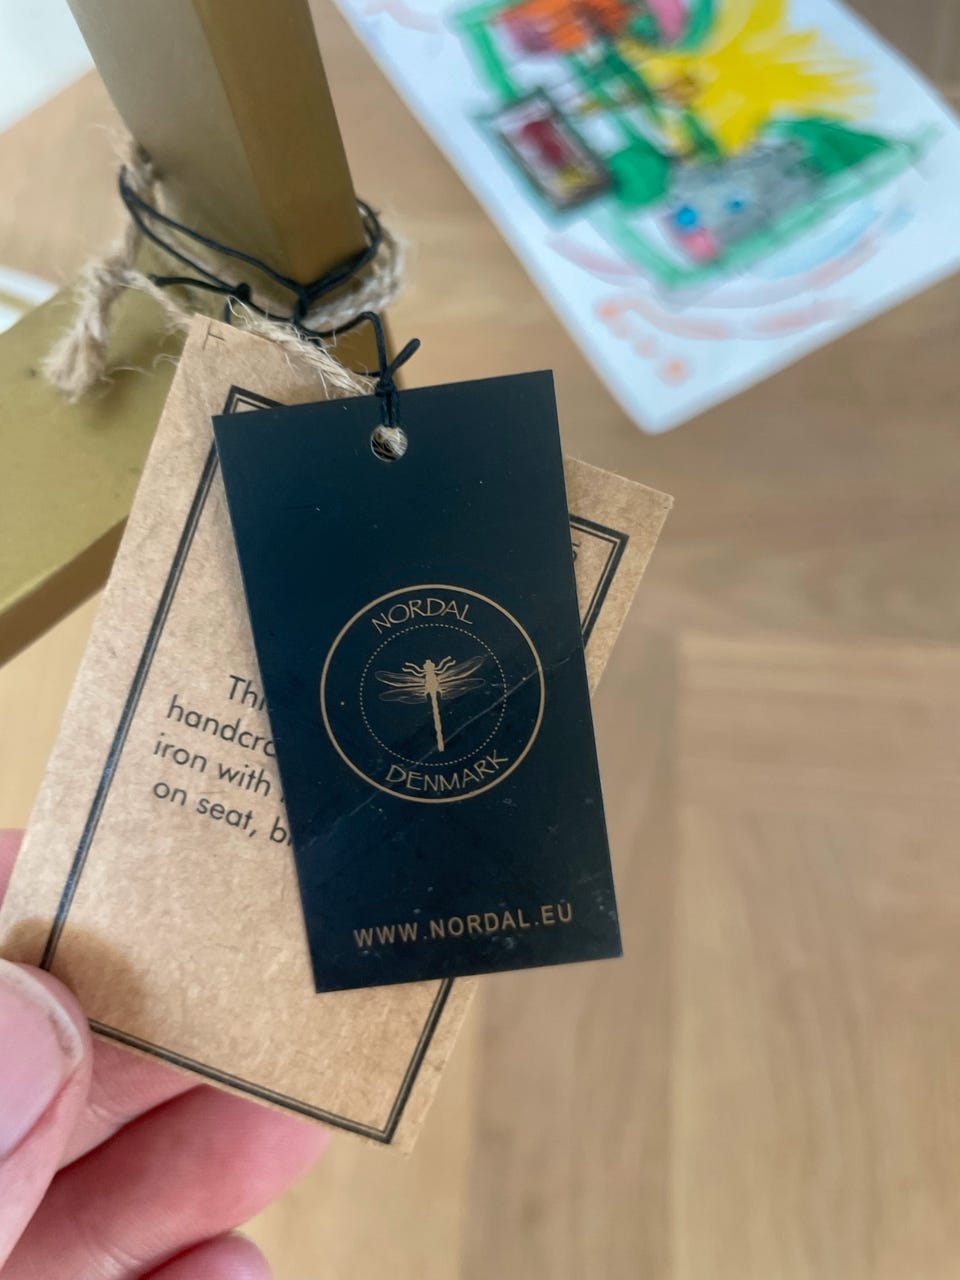 NORDAL
DENMARK
WWW.NORDAL.EU
handcra
iron with
on seat,